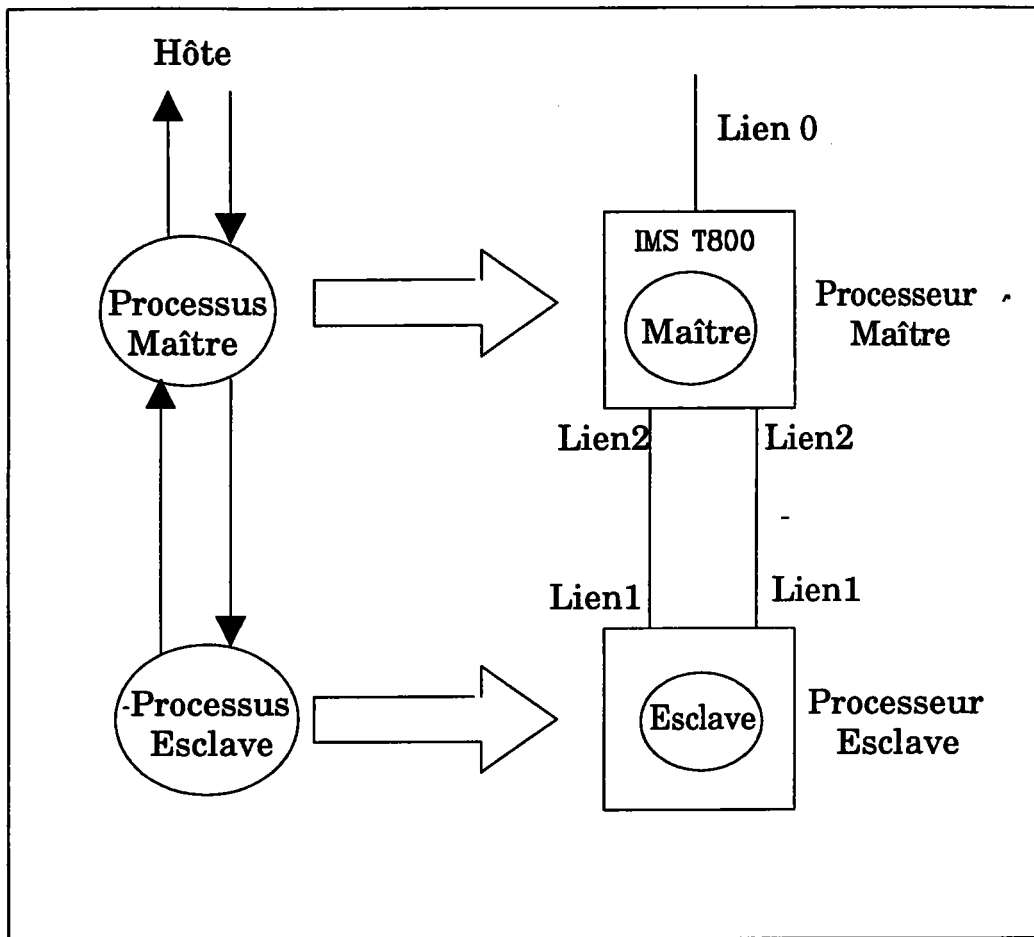 Hôte
Lien 0
IMS T800
Processus
Maître
Maître
Processeur
Maître
Lien2
Lien2
Lien1
Lien1
-Processus
Esclave
Esclave
Processeur
Esclave